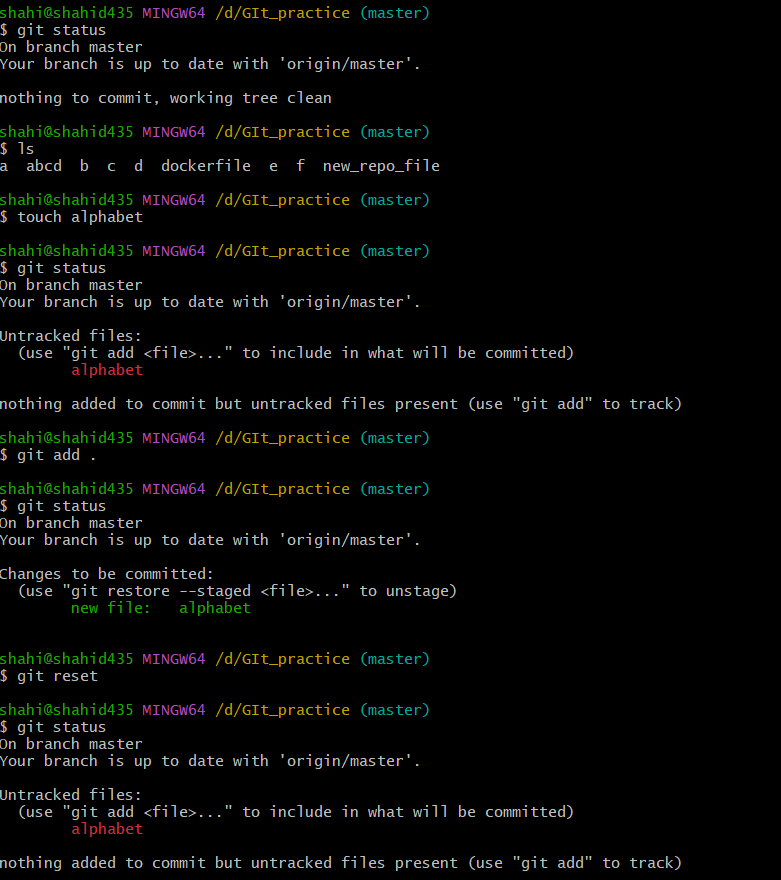 shahi@shahid435 MINGW64 /d/GIt_practice (master)
$ git status
On branch master
Your branch is up to date with 'origin/master'.
nothing to commit, working tree clean
shahi@shahid435 MINGW64 /d/GIt_practice (master)
$ ls
a  abcd  b  c  d  dockerfile  e  f  new_repo_file
shahi@shahid435 MINGW64 /d/GIt_practice (master)
$ touch alphabet
shahi@shahid435 MINGW64 /d/GIt_practice (master)
$ git status
On branch master
Your branch is up to date with 'origin/master'.
Untracked files:
  (use "git add <file>..." to include in what will be committed)
        alphabet
nothing added to commit but untracked files present (use "git add" to track)
shahi@shahid435 MINGW64 /d/GIt_practice (master)
$ git add .
shahi@shahid435 MINGW64 /d/GIt_practice (master)
$ git status
On branch master
Your branch is up to date with 'origin/master'.
Changes to be committed:
  (use "git restore --staged <file>..." to unstage)
        new file:   alphabet
shahi@shahid435 MINGW64 /d/GIt_practice (master)
$ git reset
shahi@shahid435 MINGW64 /d/GIt_practice (master)
$ git status
On branch master
Your branch is up to date with 'origin/master'.
Untracked files:
  (use "git add <file>..." to include in what will be committed)
        alphabet
nothing added to commit but untracked files present (use "git add" to track)